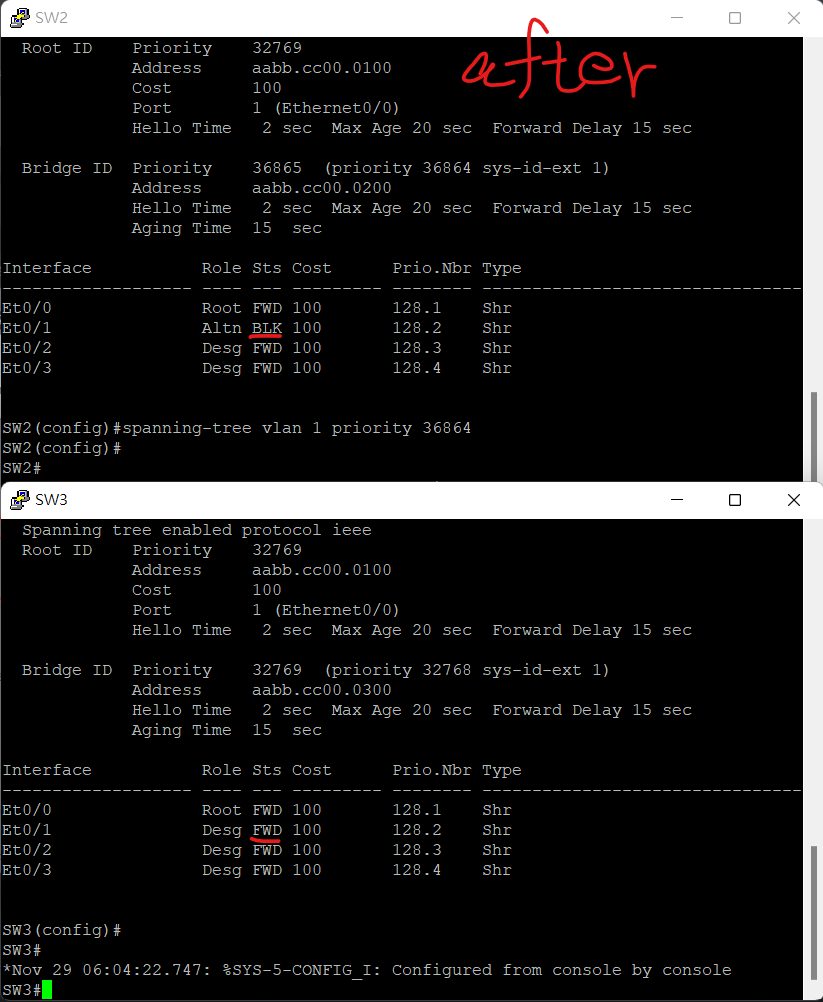 SW2
after
Root ID    Priority    32769
Address     aabb.cc00.0100
Cost        100
Port        1 (Ethernet0/0)
Hello Time   2 sec  Max Age 20 sec  Forward Delay 15 sec
Bridge ID  Priority    36865  (priority 36864 sys-id-ext 1)
Address     aabb.cc00.0200
Hello Time   2 sec  Max Age 20 sec  Forward Delay 15 sec
Aging Time  15  sec
Interface           Role Sts Cost      Prio.Nbr Type
------------------- ---- --- --------- -------- --------------------------------
Et0/0               Root FWD 100       128.1    Shr
Et0/1               Altn BLK 100       128.2    Shr
Et0/2               Desg FWD 100       128.3    Shr
Et0/3               Desg FWD 100       128.4    Shr
SW2(config)#spanning-tree vlan 1 priority 36864
SW2(config)#
SW2#
SW3
Spanning tree enabled protocol ieee
Root ID    Priority    32769
Address     aabb.cc00.0100
Cost        100
Port        1 (Ethernet0/0)
Hello Time   2 sec  Max Age 20 sec  Forward Delay 15 sec
Bridge ID  Priority    32769  (priority 32768 sys-id-ext 1)
Address     aabb.cc00.0300
Hello Time   2 sec  Max Age 20 sec  Forward Delay 15 sec
Aging Time  15  sec
Interface           Role Sts Cost      Prio.Nbr Type
------------------- ---- --- --------- -------- --------------------------------
Et0/0               Root FWD 100       128.1    Shr
Et0/1               Desg FWD 100       128.2    Shr
Et0/2               Desg FWD 100       128.3    Shr
Et0/3               Desg FWD 100       128.4    Shr
SW3(config)#
SW3#
*Nov 29 06:04:22.747: %SYS-5-CONFIG_I: Configured from console by console
SW3#